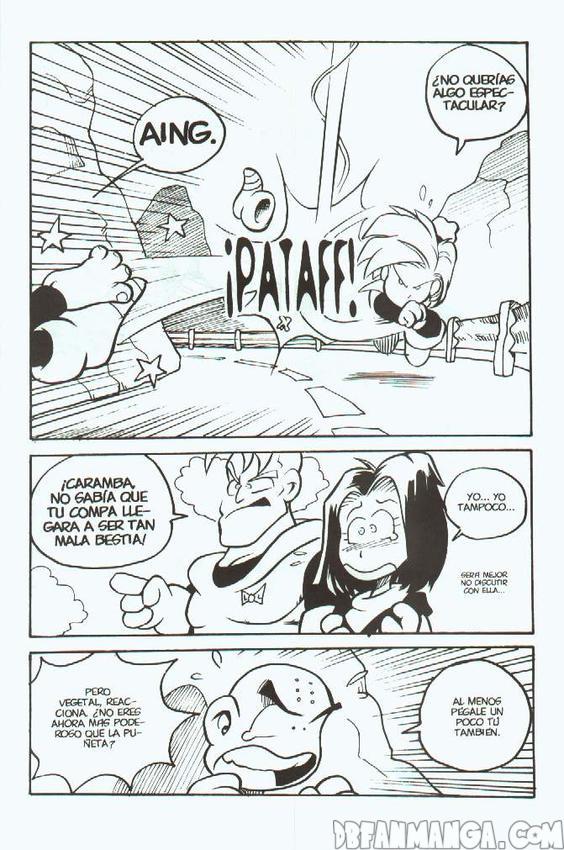 ¿NO QUERÍAS
ALGO ESPEC-
TACULAR?
AING.
¡PATAFF!
¡CARAMBA,
NO SABÍA QUE
TU COMPA LLE-
GARA A SER TAN
MALA BESTIA!
YO... YO
TAMPOCO...
SERÁ MEJOR
NO DISCUTIR
CON ELLA...
PERO
VEGETAL, REAC-
CIONA. ¿NO ERES
AHORA MAS PODE-
ROSO QUE LA PU-
ÑETA?
AL MENOS
PÉGALE UN
POCO TÚ
TAMBIÉN.
DBFANMANGA.COM